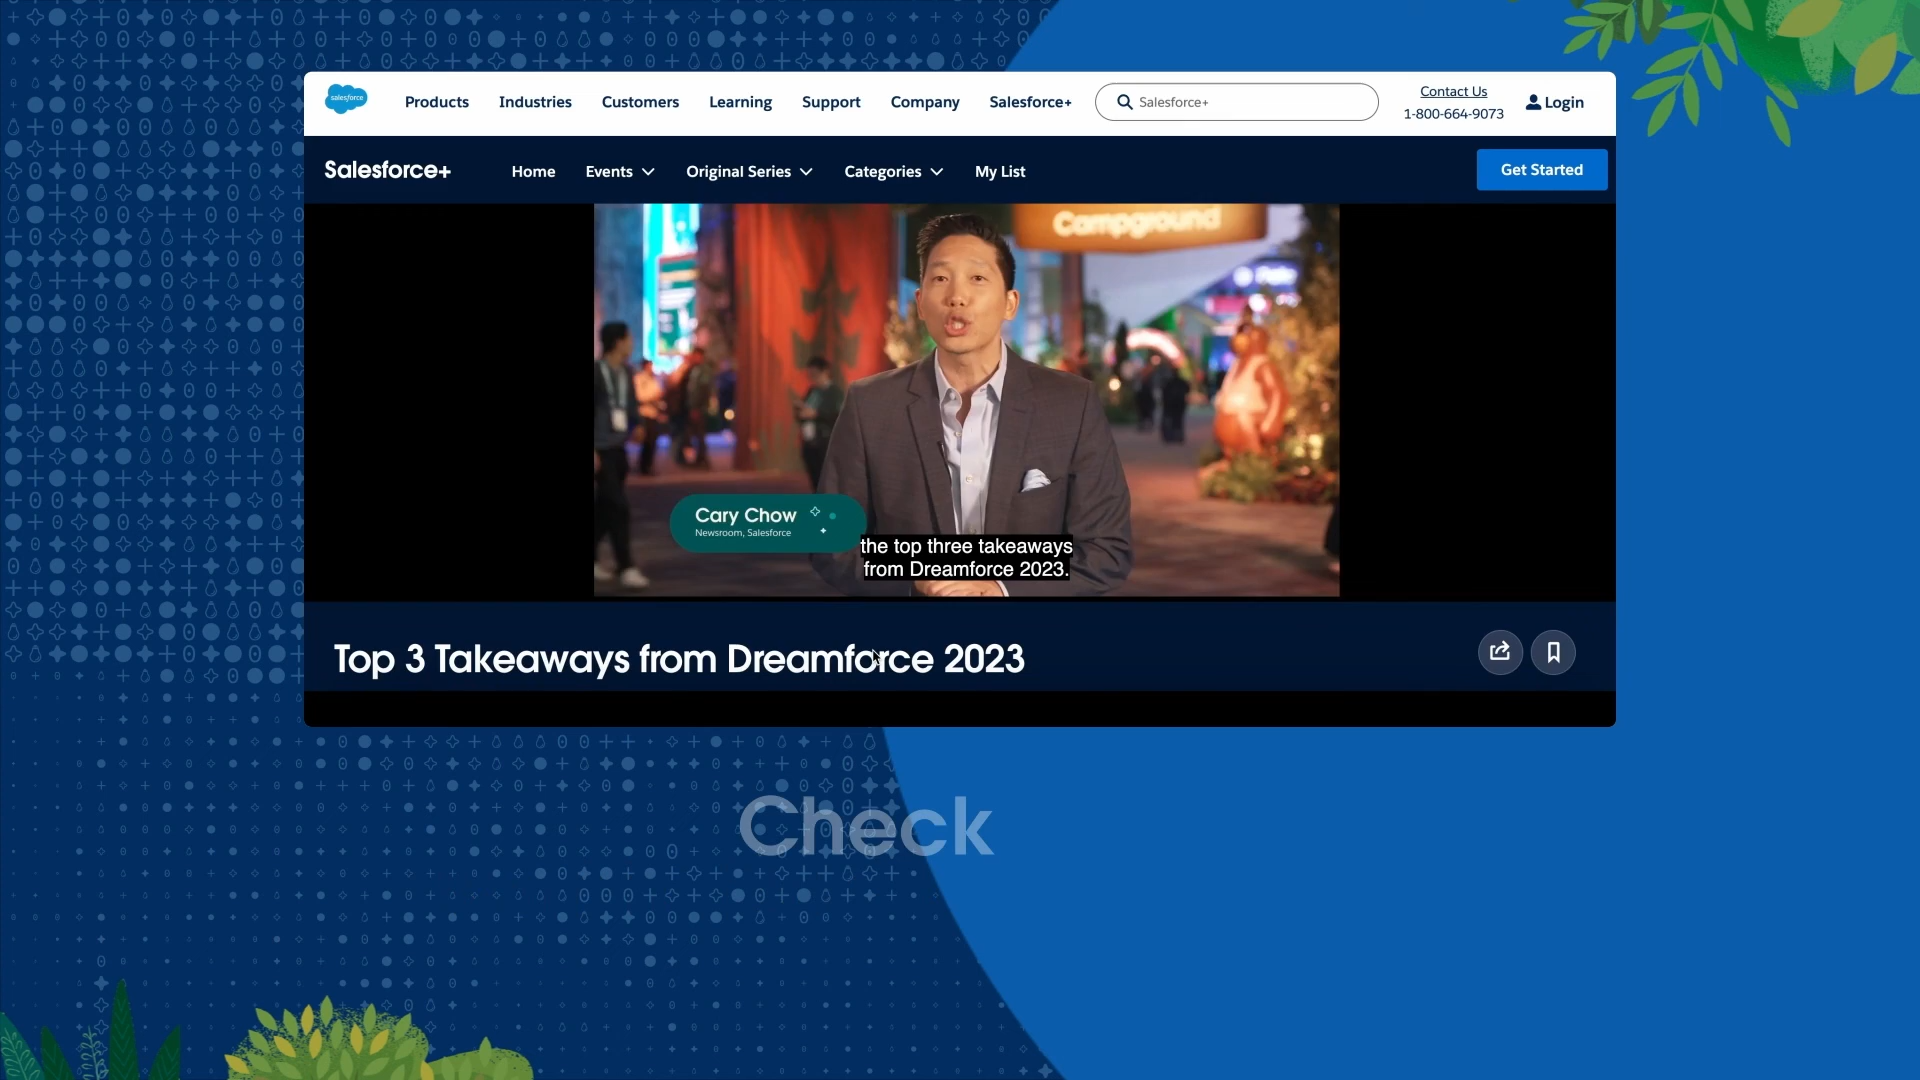 salesforce
Products
Industries
Customers
Learning
Support
Company
Salesforce+
Salesforce+
Contact Us
1-800-664-9073
Login
Salesforce+
Home
Events
Original Series
Categories
My List
Get Started
Campground
Cary Chow
Newsroom, Salesforce
the top three takeaways
from Dreamforce 2023.
Top 3 Takeaways from Dreamforce 2023
Check